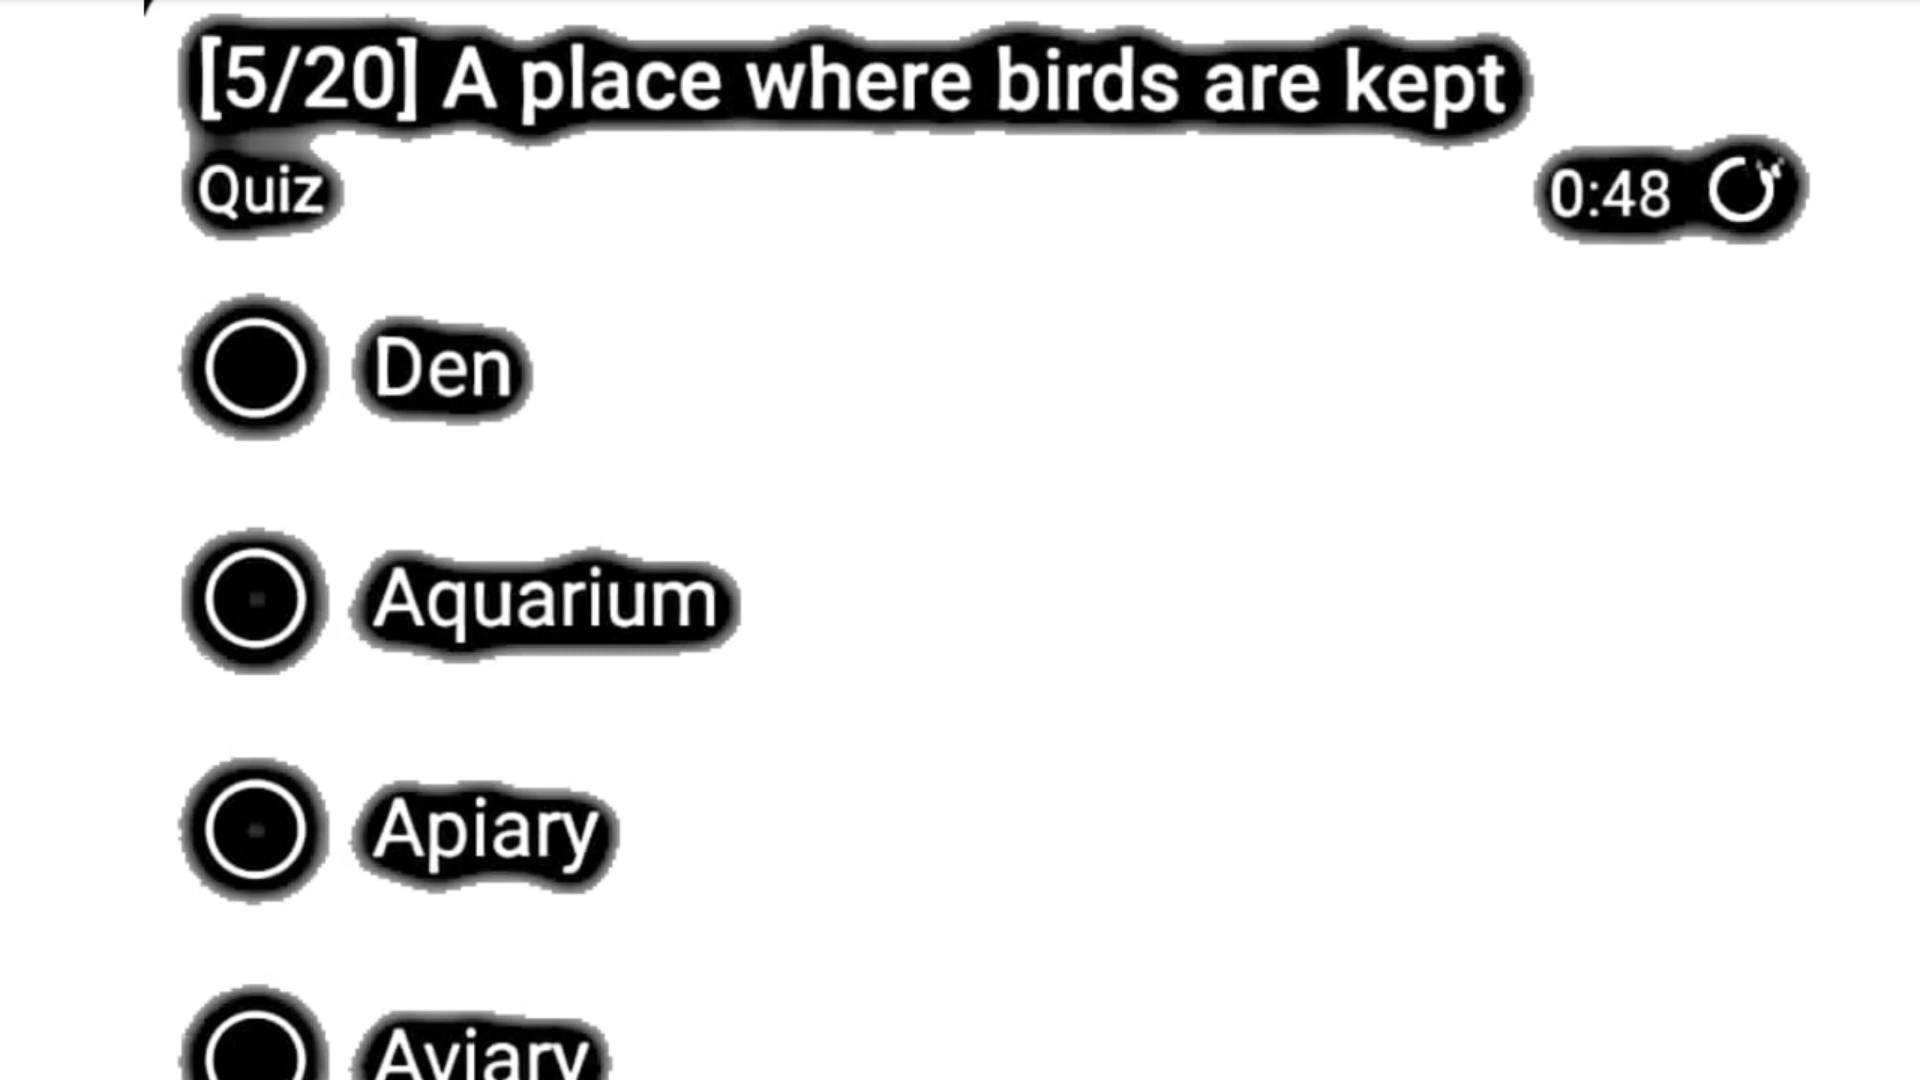 [5/20] A place where birds are kept
Quiz
0:48
Den
Aquarium
Apiary
Aviary